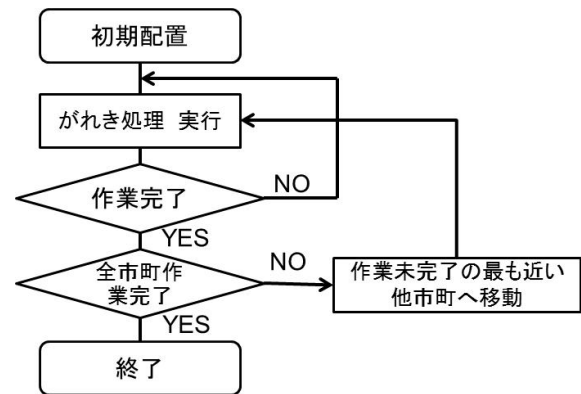 初期配置
がれき処理 実行
作業完了
NO
YES
全市町作
業完了
NO
作業未完了の最も近い
他市町へ移動
YES
終了